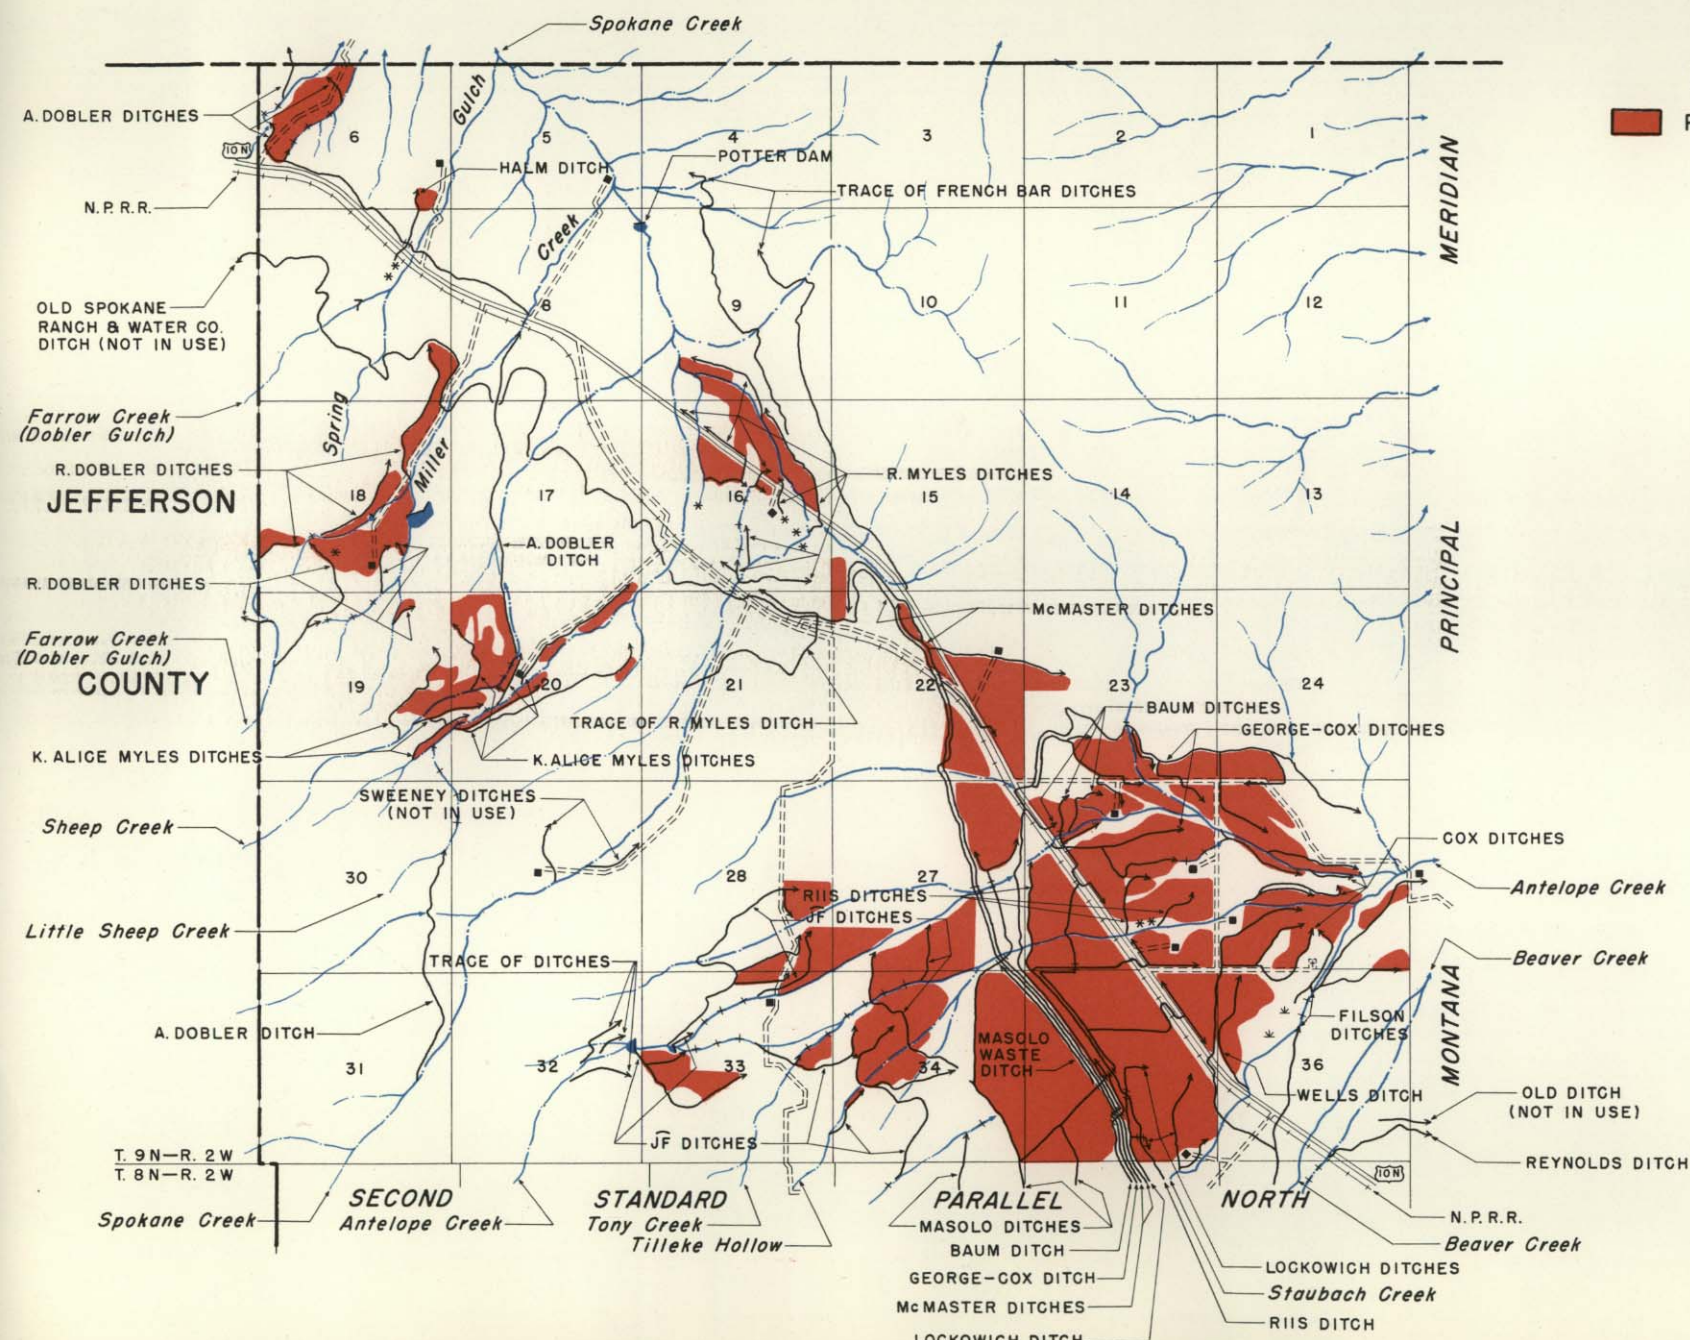 Spokane Creek
A. DOBLER DITCHES
Gulch
6
5
4
3
2
1
10N
HALM DITCH
POTTER DAM
TRACE OF FRENCH BAR DITCHES
N.P.R.R.
MERIDIAN
Creek
OLD SPOKANE
RANCH & WATER CO.
DITCH (NOT IN USE)
7
8
9
10
11
12
Farrow Creek
(Dobler Gulch)
Spring
Miller
R. DOBLER DITCHES
JEFFERSON
18
17
16
R. MYLES DITCHES
15
14
13
A. DOBLER
DITCH
PRINCIPAL
R. DOBLER DITCHES
McMASTER DITCHES
Farrow Creek
(Dobler Gulch)
COUNTY
19
20
21
22
23
24
TRACE OF R. MYLES DITCH
BAUM DITCHES
GEORGE-COX DITCHES
K. ALICE MYLES DITCHES
K. ALICE MYLES DITCHES
SWEENEY DITCHES
(NOT IN USE)
Sheep Creek
COX DITCHES
30
28
27
Antelope Creek
RIIS DITCHES
JF DITCHES
Little Sheep Creek
TRACE OF DITCHES
Beaver Creek
MONTANA
A. DOBLER DITCH
FILSON
DITCHES
MASOLO
WASTE
DITCH
31
32
33
34
36
WELLS DITCH
OLD DITCH
(NOT IN USE)
JF DITCHES
T. 9N—R. 2W
T. 8N—R. 2W
REYNOLDS DITCH
10N
SECOND
STANDARD
PARALLEL
NORTH
Spokane Creek
Antelope Creek
Tony Creek
Tilleke Hollow
MASOLO DITCHES
N.P.R.R.
Beaver Creek
BAUM DITCH
LOCKOWICH DITCHES
GEORGE-COX DITCH
Staubach Creek
McMASTER DITCHES
RIIS DITCH
LOCKOWICH DITCH